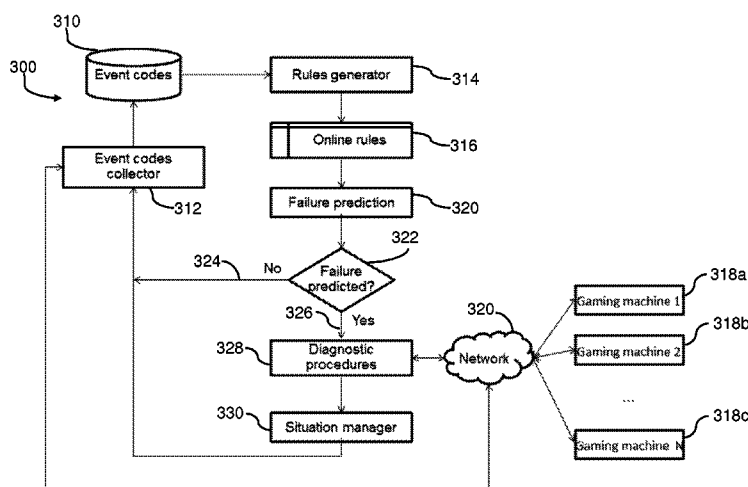 310
300
Event codes
Rules generator
314
Online rules
316
Event codes
collector
312
Failure prediction
320
322
324
No
Failure
predicted?
326
Yes
328
Diagnostic
procedures
320
Network
318a
Gaming machine 1
318b
Gaming machine 2
...
318c
Gaming machine N
330
Situation manager